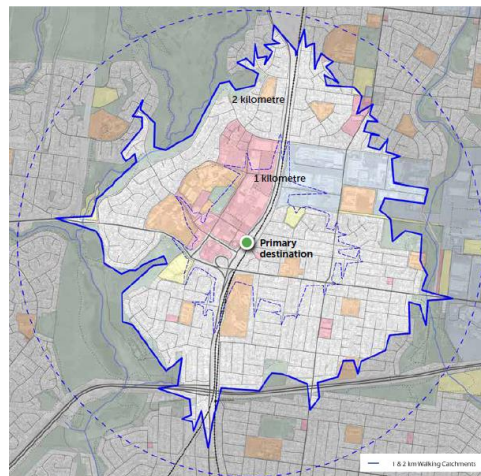 2 kilometre
1 kilometre
Primary
destination
1 & 2 km Walking Catchments